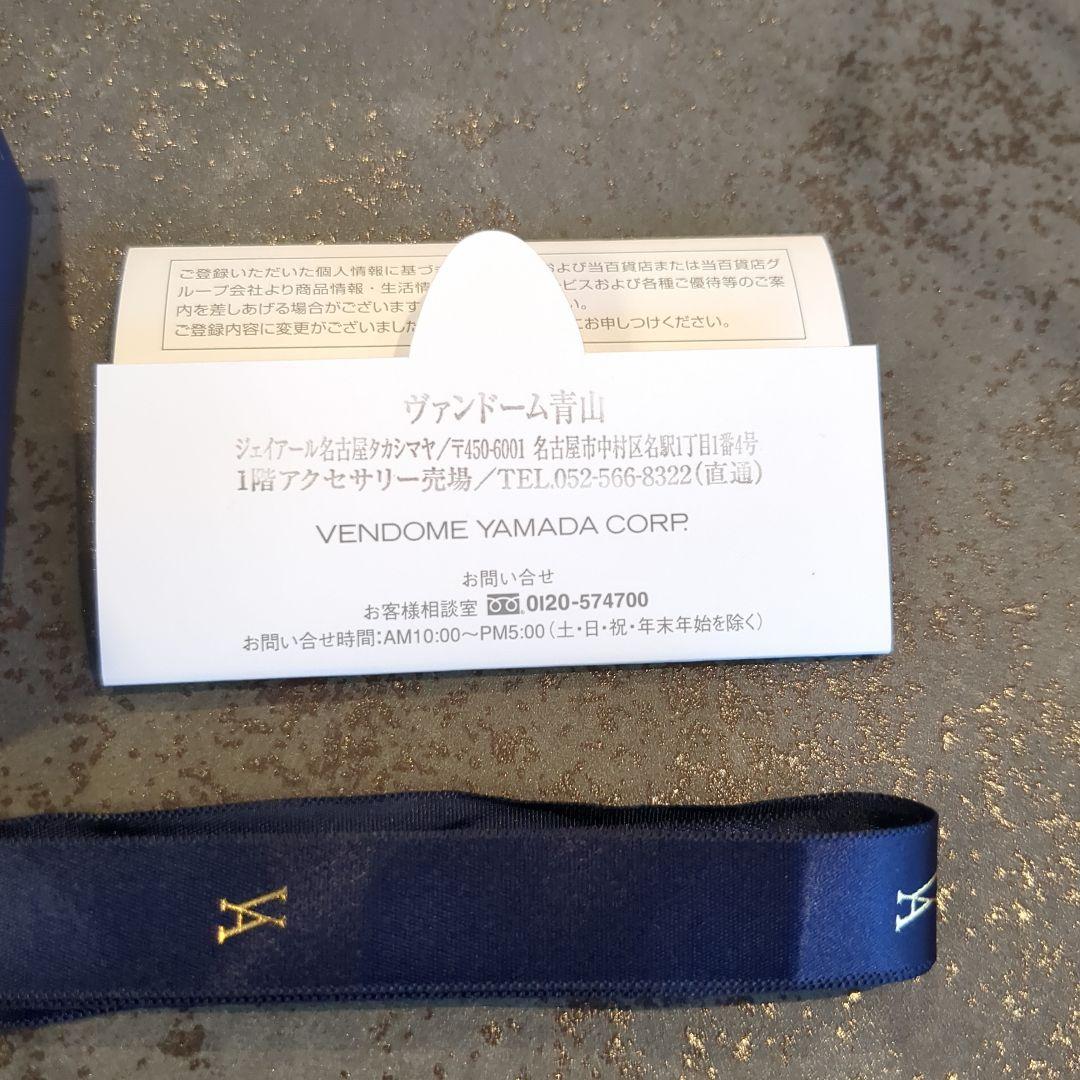 ご登録いただいた個人情報に基づき および当百貨店または当百貨店グ
ループ会社より商品情報・生活情 ービスおよび各種ご優待等のご案
内を差しあげる場合がございます い。
ご登録内容に変更がございました にお申しつけください。
ヴァンドーム青山
ジェイアール名古屋タカシマヤ/〒450-6001 名古屋市中村区名駅1丁目1番4号
1階アクセサリー売場/TEL.052-566-8322(直通)
VENDOME YAMADA CORP.
お問い合せ
お客様相談室 0120-574700
お問い合せ時間:AM10:00〜PM5:00(土・日・祝・年末年始を除く)
VA
VA